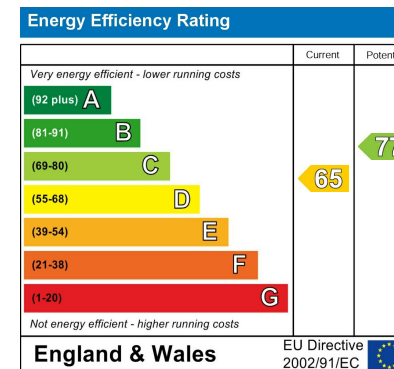 Energy Efficiency Rating
Current Potent
Very energy efficient - lower running costs
(92 plus) A
(81-91) B
(69-80) C
(55-68) D
(39-54) E
(21-38) F
(1-20) G
65
77
Not energy efficient - higher running costs
England & Wales
EU Directive
2002/91/EC